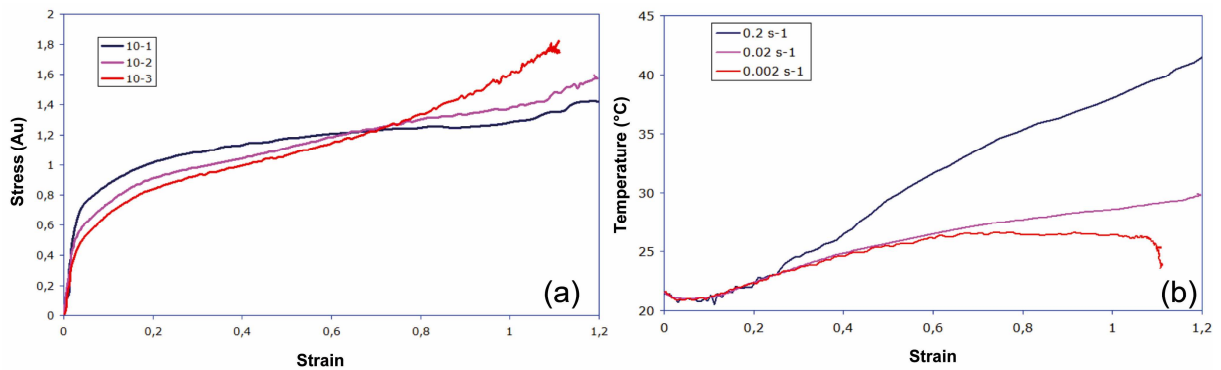 2
1,8
1,6
1,4
1,2
1
0,8
0,6
0,4
0,2
0
10-1
10-2
10-3
Stress (Au)
(a)
0 0,2 0,4 0,6 0,8 1 1,2
Strain
40
35
30
25
20
0.2 s-1
0.02 s-1
0.002 s-1
Temperature (°C)
(b)
0 0,2 0,4 0,6 0,8 1 1,2
Strain